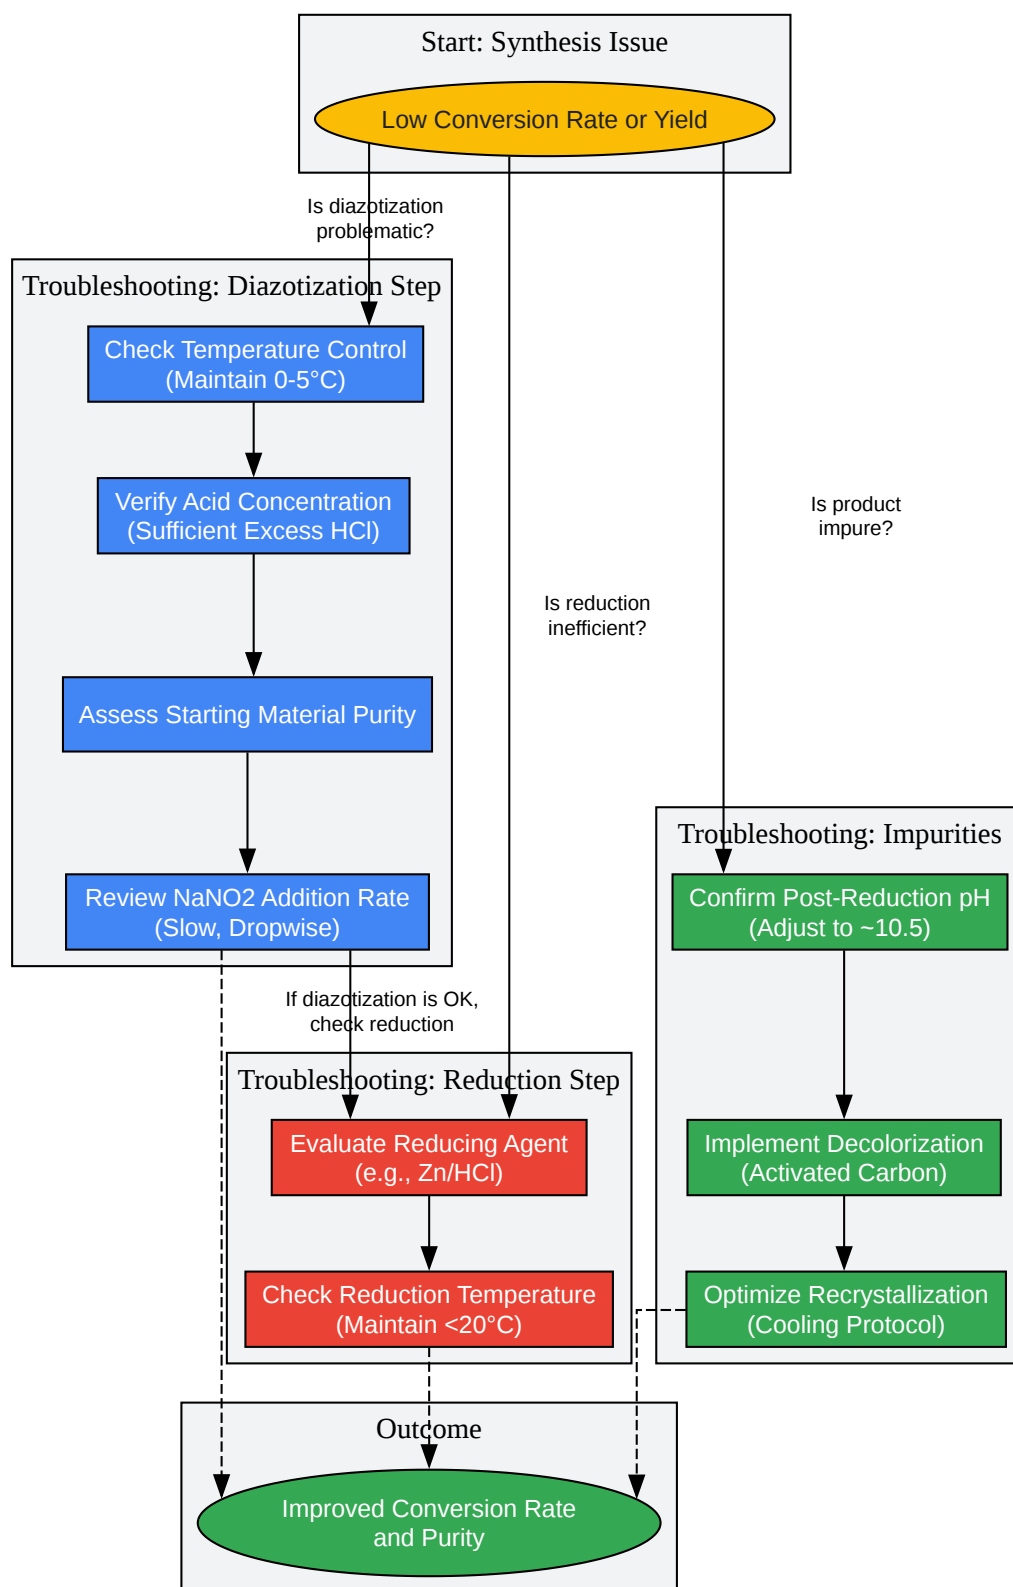 Start: Synthesis Issue
Low Conversion Rate or Yield
Is diazotization
problematic?
Troubleshooting: Diazotization Step
Check Temperature Control
(Maintain 0-5°C)
Verify Acid Concentration
(Sufficient Excess HCl)
Is product
impure?
Is reduction
inefficient?
Assess Starting Material Purity
Troubleshooting: Impurities
Review NaNO2 Addition Rate
(Slow, Dropwise)
Confirm Post-Reduction pH
(Adjust to ~10.5)
If diazotization is OK,
check reduction
Troubleshooting: Reduction Step
Evaluate Reducing Agent
(e.g., Zn/HCl)
Implement Decolorization
(Activated Carbon)
Check Reduction Temperature
(Maintain <20°C)
Optimize Recrystallization
(Cooling Protocol)
Outcome
Improved Conversion Rate
and Purity